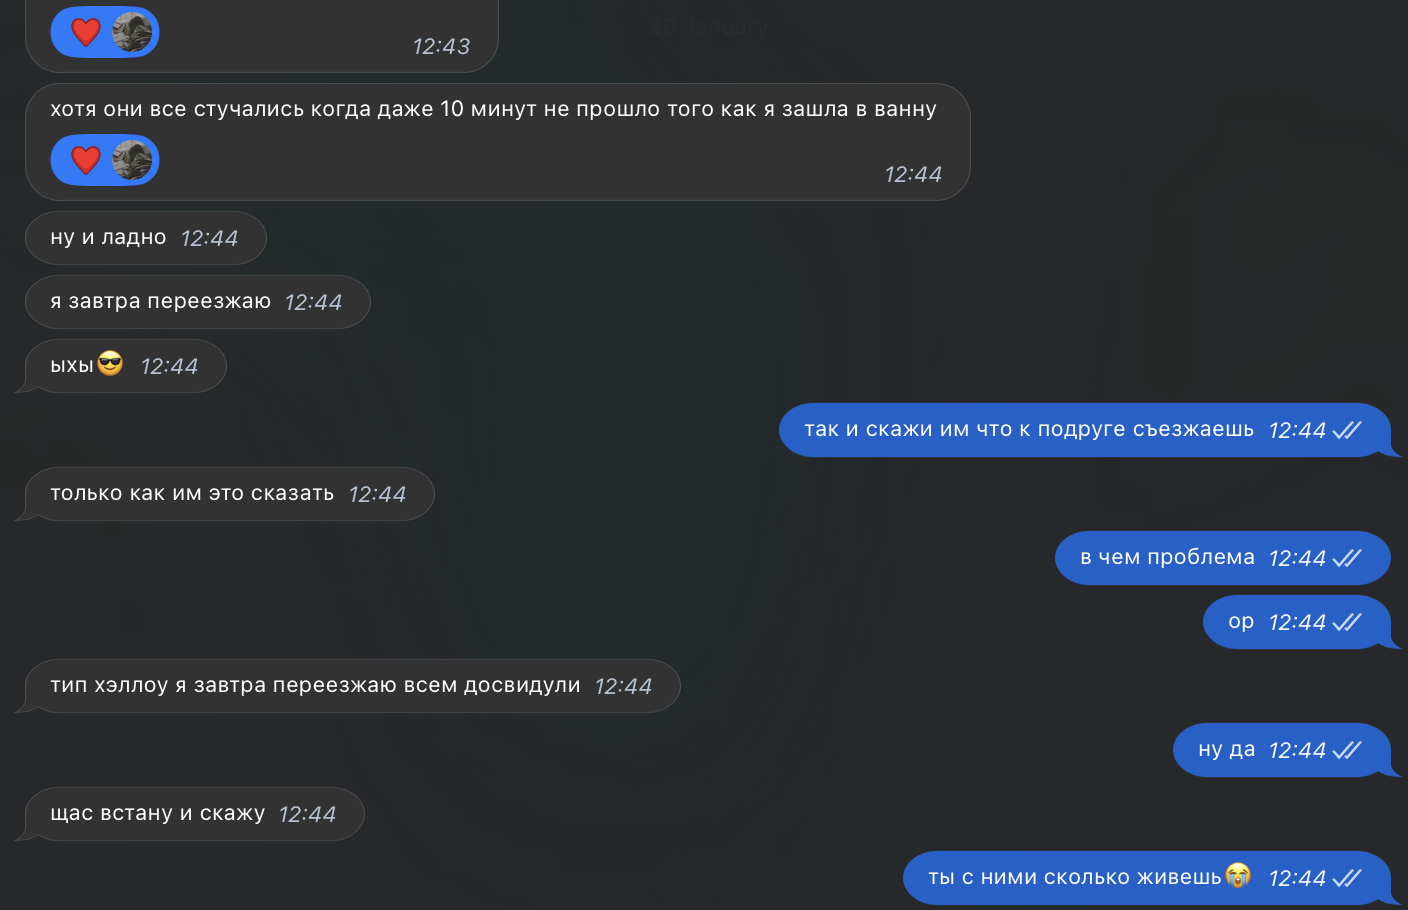 20 January
12:43
хотя они все стучались когда даже 10 минут не прошло того как я зашла в ванну
12:44
ну и ладно 12:44
я завтра переезжаю 12:44
ыхы😎 12:44
так и скажи им что к подруге съезжаешь 12:44
только как им это сказать 12:44
в чем проблема 12:44
ор 12:44
тип хэллоу я завтра переезжаю всем досвидули 12:44
ну да 12:44
щас встану и скажу 12:44
ты с ними сколько живешь😭 12:44